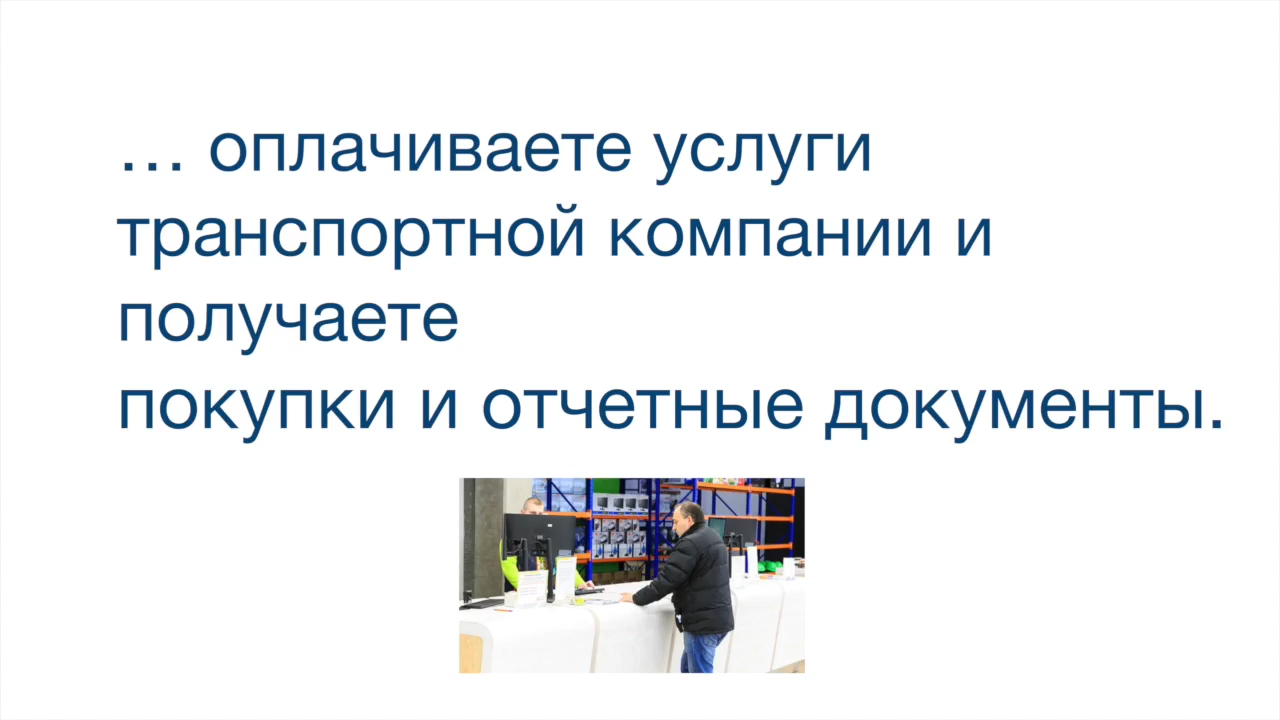 … оплачиваете услуги
транспортной компании и
получаете
покупки и отчетные документы.